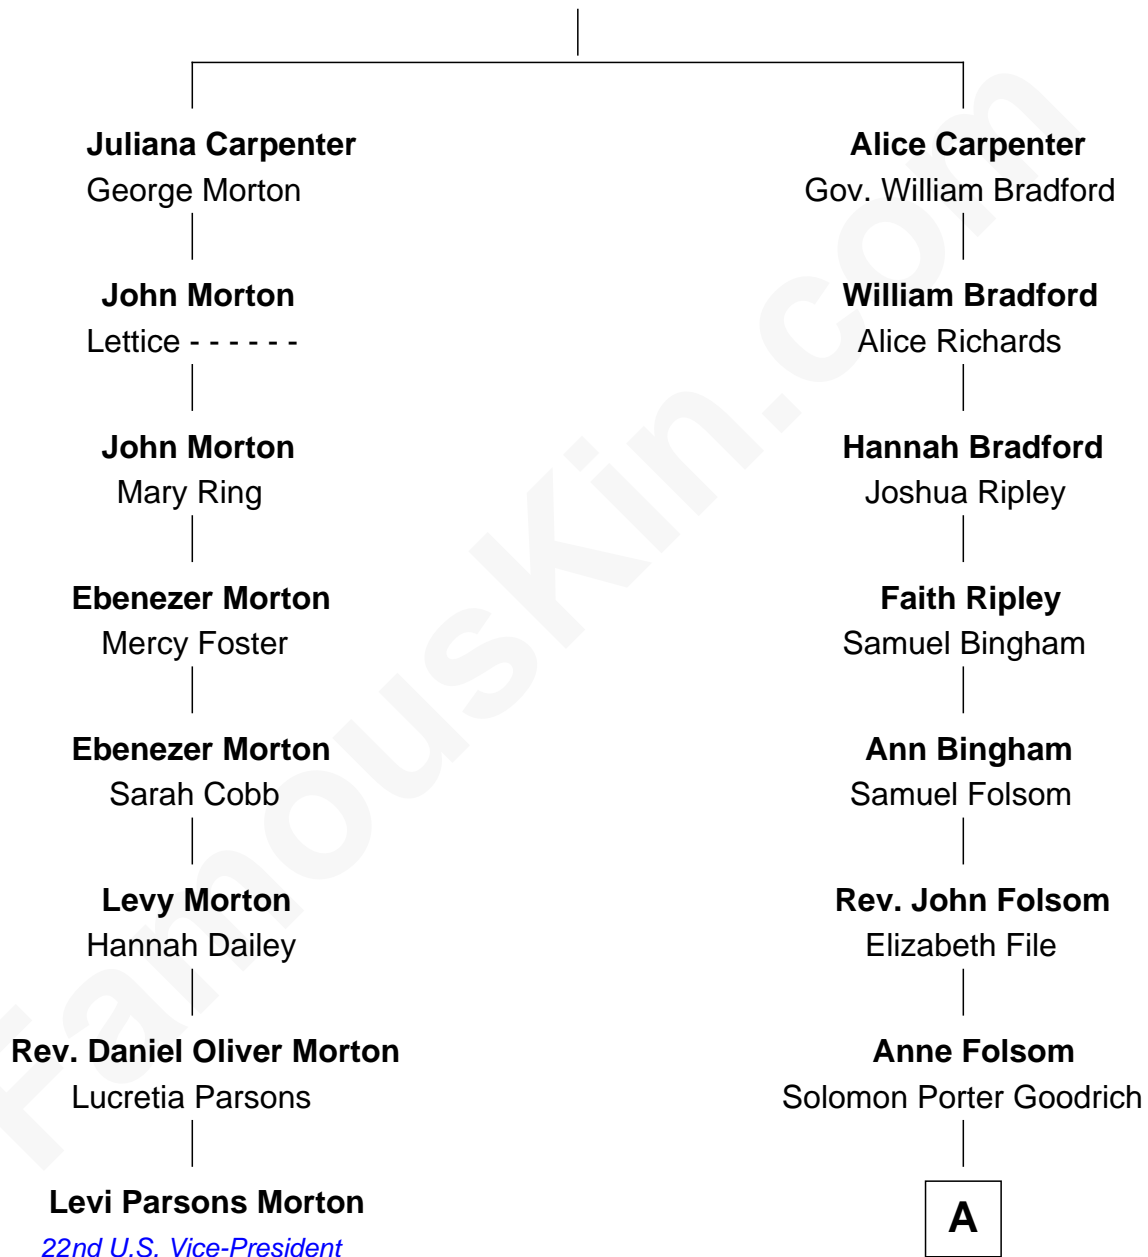 Juliana Carpenter
George Morton
Alice Carpenter
Gov. William Bradford
John Morton
Lettice - - - - - -
William Bradford
Alice Richards
John Morton
Mary Ring
Hannah Bradford
Joshua Ripley
Ebenezer Morton
Mercy Foster
Faith Ripley
Samuel Bingham
Ebenezer Morton
Sarah Cobb
Ann Bingham
Samuel Folsom
Levy Morton
Hannah Dailey
Rev. John Folsom
Elizabeth File
Rev. Daniel Oliver Morton
Lucretia Parsons
Anne Folsom
Solomon Porter Goodrich
Levi Parsons Morton
22nd U.S. Vice-President
A
FamousKin.com